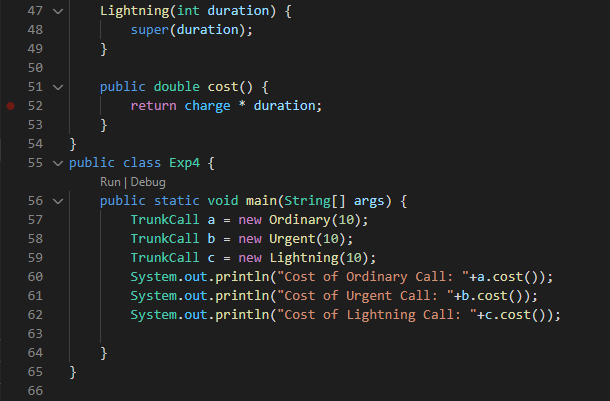 47 Lightning(int duration) {
48 super(duration);
49 }
50
51 public double cost() {
52 return charge * duration;
53 }
54 }
55 public class Exp4 {
Run | Debug
56 public static void main(String[] args) {
57 TrunkCall a = new Ordinary(10);
58 TrunkCall b = new Urgent(10);
59 TrunkCall c = new Lightning(10);
60 System.out.println("Cost of Ordinary Call: "+a.cost());
61 System.out.println("Cost of Urgent Call: "+b.cost());
62 System.out.println("Cost of Lightning Call: "+c.cost());
63
64 }
65 }
66